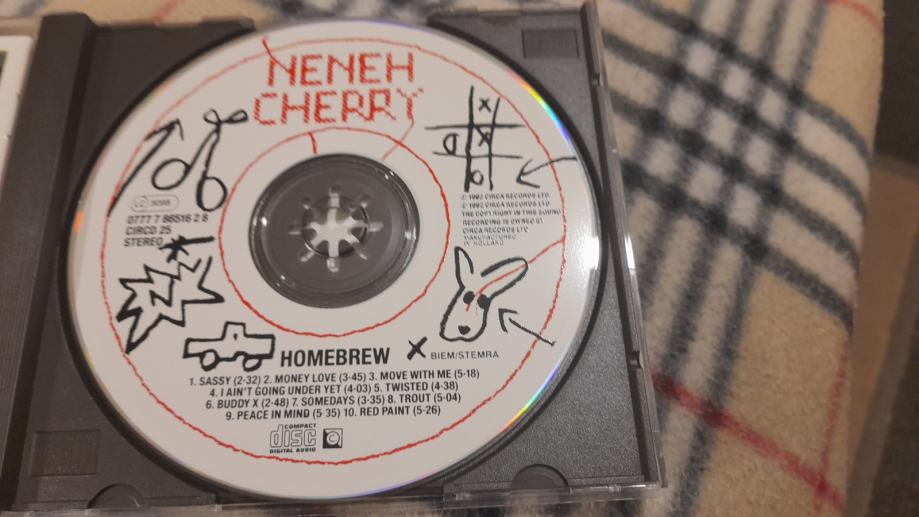 NENEH
CHERRY
X
X
O
O
LC 3098
0777 7 86516 2 8
CIRCD 25
STEREO
℗ 1992 CIRCA RECORDS LTD
© 1992 CIRCA RECORDS LTD
THE COPYRIGHT IN THIS SOUND
RECORDING IS OWNED BY
CIRCA RECORDS LTD
MANUFACTURED
IN HOLLAND
HOMEBREW
X BIEM/STEMRA
1. SASSY (2-32) 2. MONEY LOVE (3-45) 3. MOVE WITH ME (5-18)
4. I AIN'T GOING UNDER YET (4-03) 5. TWISTED (4-38)
6. BUDDY X (2-48) 7. SOMEDAYS (3-35) 8. TROUT (5-04)
9. PEACE IN MIND (5 35) 10. RED PAINT (5-26)
COMPACT
disc
DIGITAL AUDIO